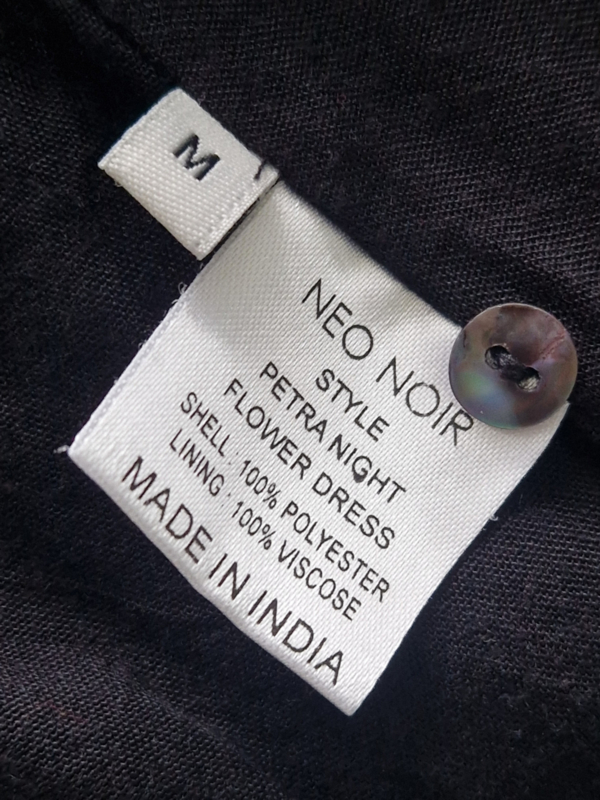 M
NEO NOIR
STYLE
PETRA NIGHT
FLOWER DRESS
SHELL : 100% POLYESTER
LINING : 100% VISCOSE
MADE IN INDIA